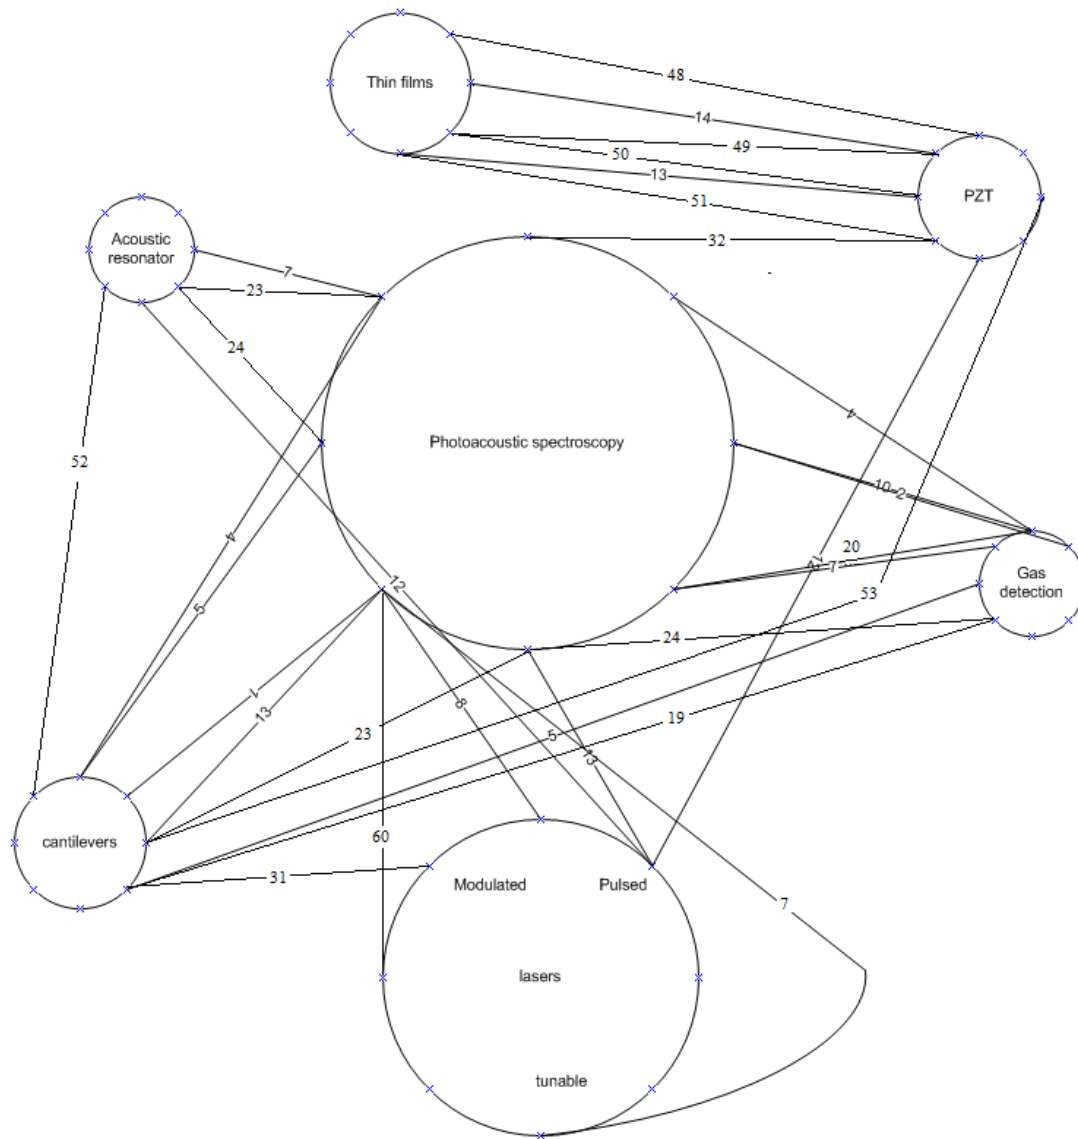 48
Thin films
14
49
50
13
PZT
51
Acoustic
resonator
32
7
23
24
4
Photoacoustic spectroscopy
52
10
2
4
20
7
Gas
detection
12
53
5
24
1
13
8
19
23
5
13
cantilevers
60
31
Modulated
Pulsed
7
lasers
tunable